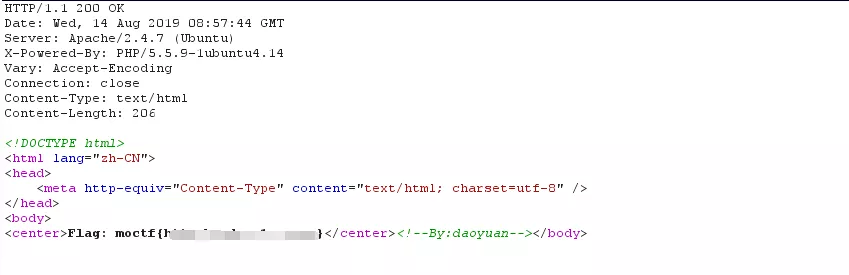 HTTP/1.1 200 OK
Date: Wed, 14 Aug 2019 08:57:44 GMT
Server: Apache/2.4.7 (Ubuntu)
X-Powered-By: PHP/5.5.9-1ubuntu4.14
Vary: Accept-Encoding
Connection: close
Content-Type: text/html
Content-Length: 206
<!DOCTYPE html>
<html lang="zh-CN">
<head>
<meta http-equiv="Content-Type" content="text/html; charset=utf-8" />
</head>
<body>
<center>Flag: moctf{ }</center><!--By:daoyuan--></body>